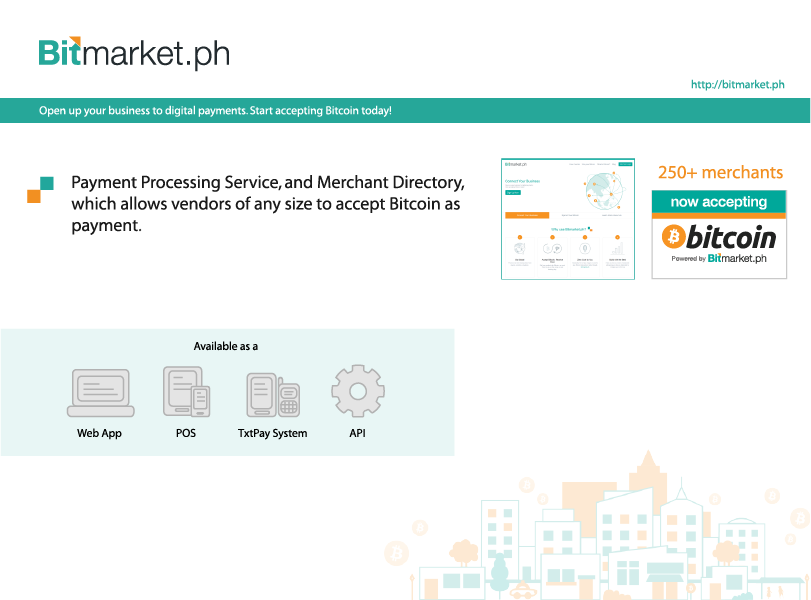 Bitmarket.ph
http://bitmarket.ph
Open up your business to digital payments. Start accepting Bitcoin today!
Payment Processing Service, and Merchant Directory,
which allows vendors of any size to accept Bitcoin as
payment.
Bitmarket.ph
250+ merchants
now accepting
bitcoin
Powered by Bitmarket.ph
Available as a
Web App
POS
TxtPay System
API